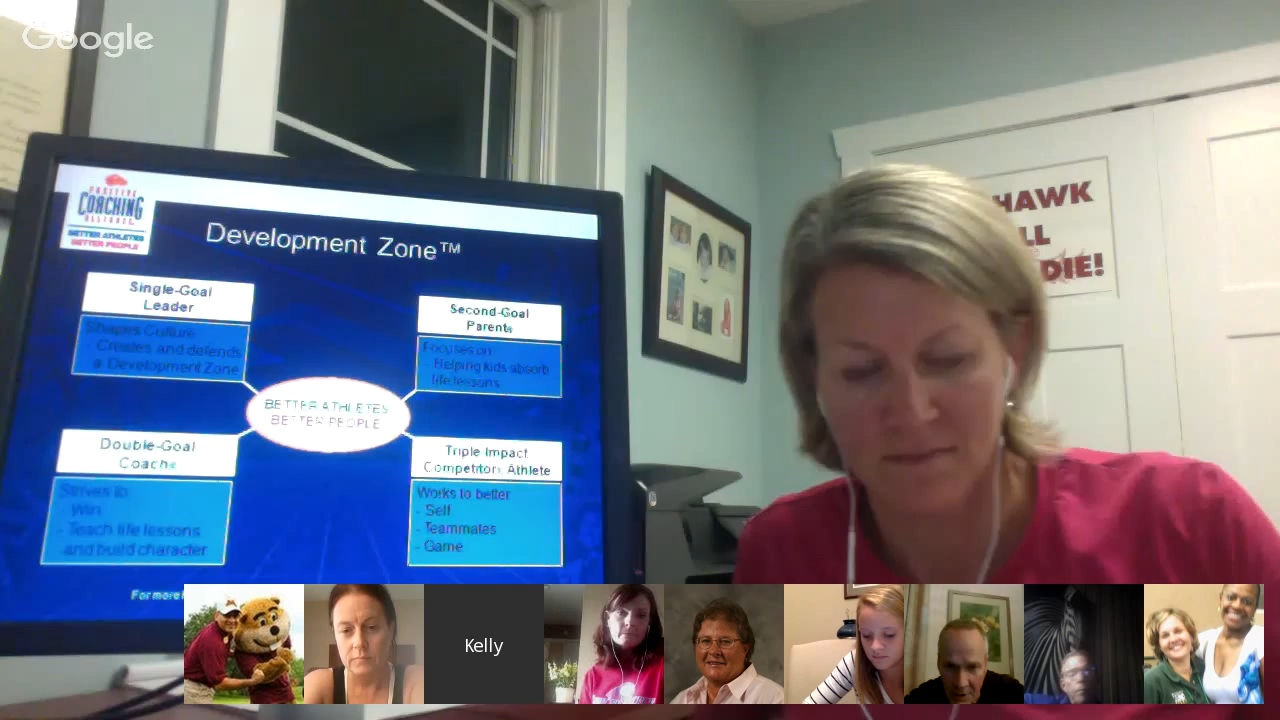 Google
POSITIVE
COACHING
ALLIANCE
BETTER ATHLETES
BETTER PEOPLE
Development Zone™
Single-Goal
Leader
Shapes Culture
- Creates and defends
a Development Zone
Second-Goal
Parents
Focuses on
- Helping kids absorb
life lessons
BETTER ATHLETES
BETTER PEOPLE
Double-Goal
Coach®
Strives to
- Win
- Teach life lessons
and build character
Triple Impact
Competitor Athlete
Works to better
- Self
- Teammates
- Game
For more
HAWK
LL
DIE!
Kelly